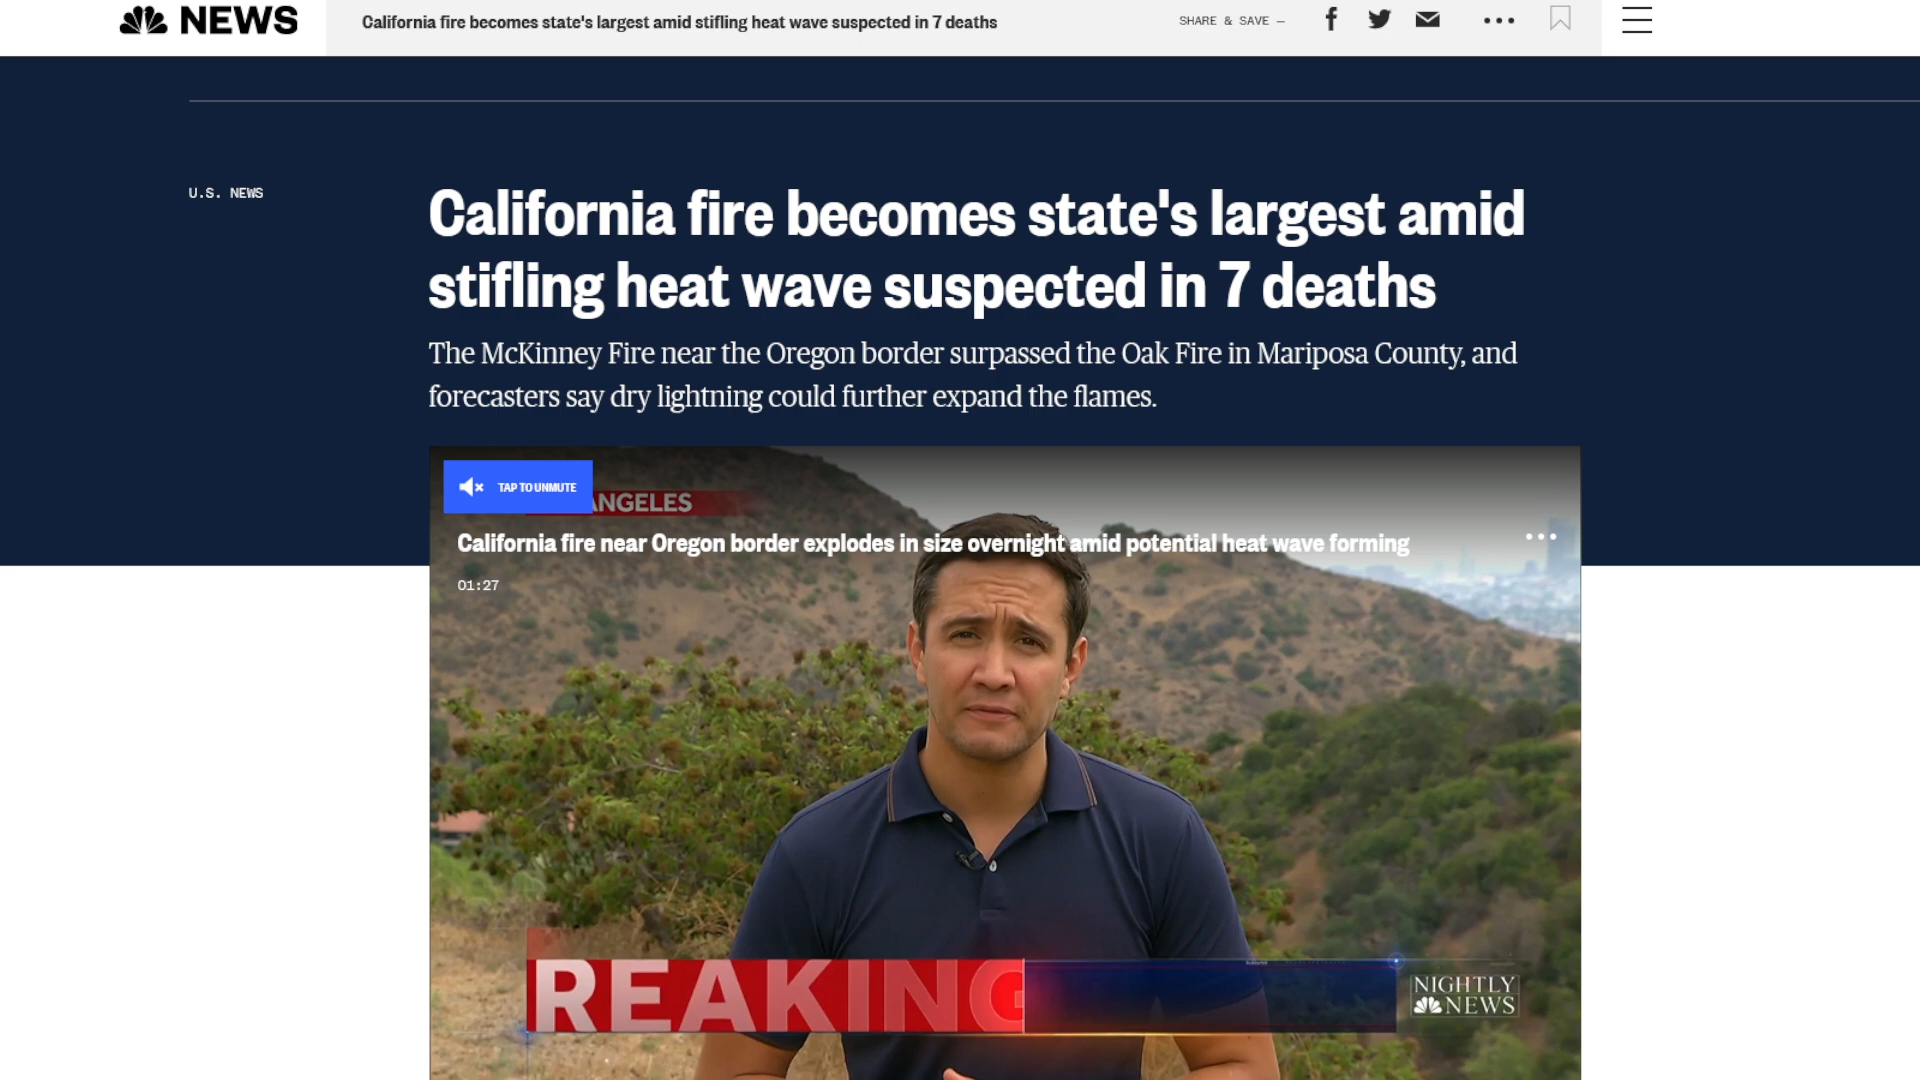 NEWS
California fire becomes state's largest amid stifling heat wave suspected in 7 deaths
SHARE & SAVE —
U.S. NEWS
California fire becomes state's largest amid
stifling heat wave suspected in 7 deaths
The McKinney Fire near the Oregon border surpassed the Oak Fire in Mariposa County, and
forecasters say dry lightning could further expand the flames.
TAP TO UNMUTE
ANGELES
California fire near Oregon border explodes in size overnight amid potential heat wave forming
01:27
REAKING
NIGHTLY
NEWS